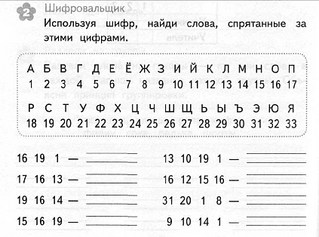 2 Шифровальщик
Используя шифр, найди слова, спрятанные за
этими цифрами.
А Б В Г Д Е Ё Ж З И Й К Л М Н О П
1 2 3 4 5 6 7 8 9 10 11 12 13 14 15 16 17
Р С Т У Ф Х Ц Ч Ш Щ Ь Ы Ъ Э Ю Я
18 19 20 21 22 23 24 25 26 27 28 29 30 31 32 33
16 19 1 — 13 10 19 1 —
17 16 13 — 16 12 15 16 —
19 16 14 — 31 20 1 8 —
15 16 19 — 9 10 14 1 —